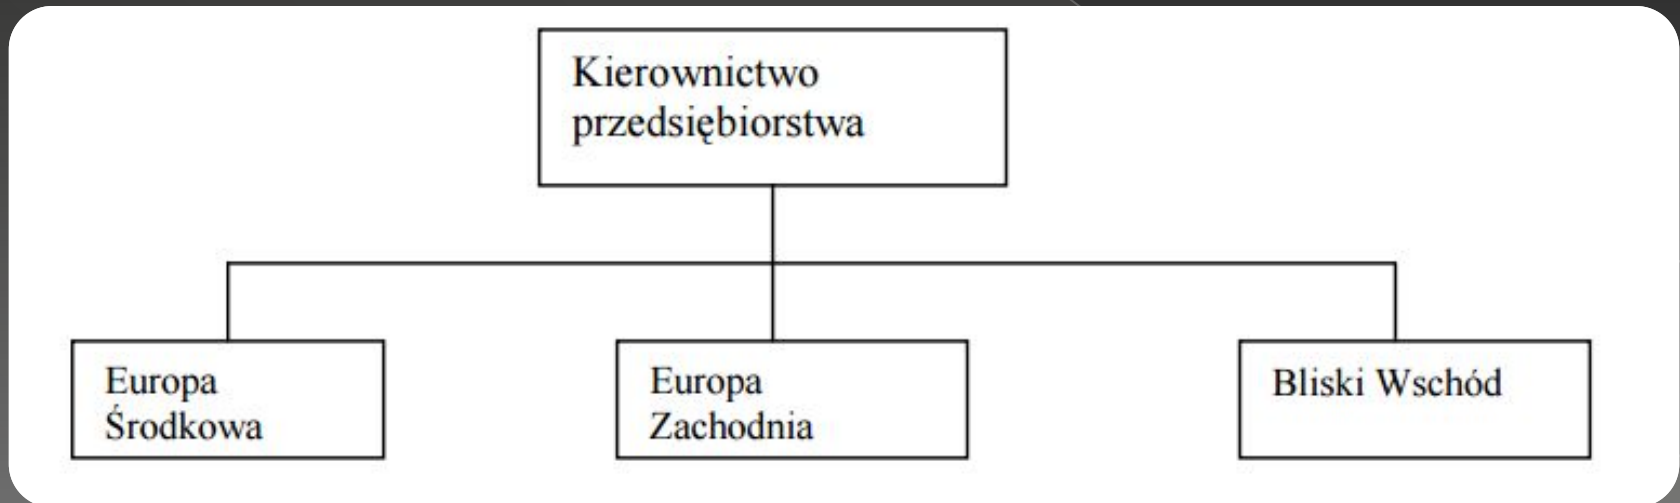 Kierownictwo
przedsiębiorstwa
Europa
Środkowa
Europa
Zachodnia
Bliski Wschód